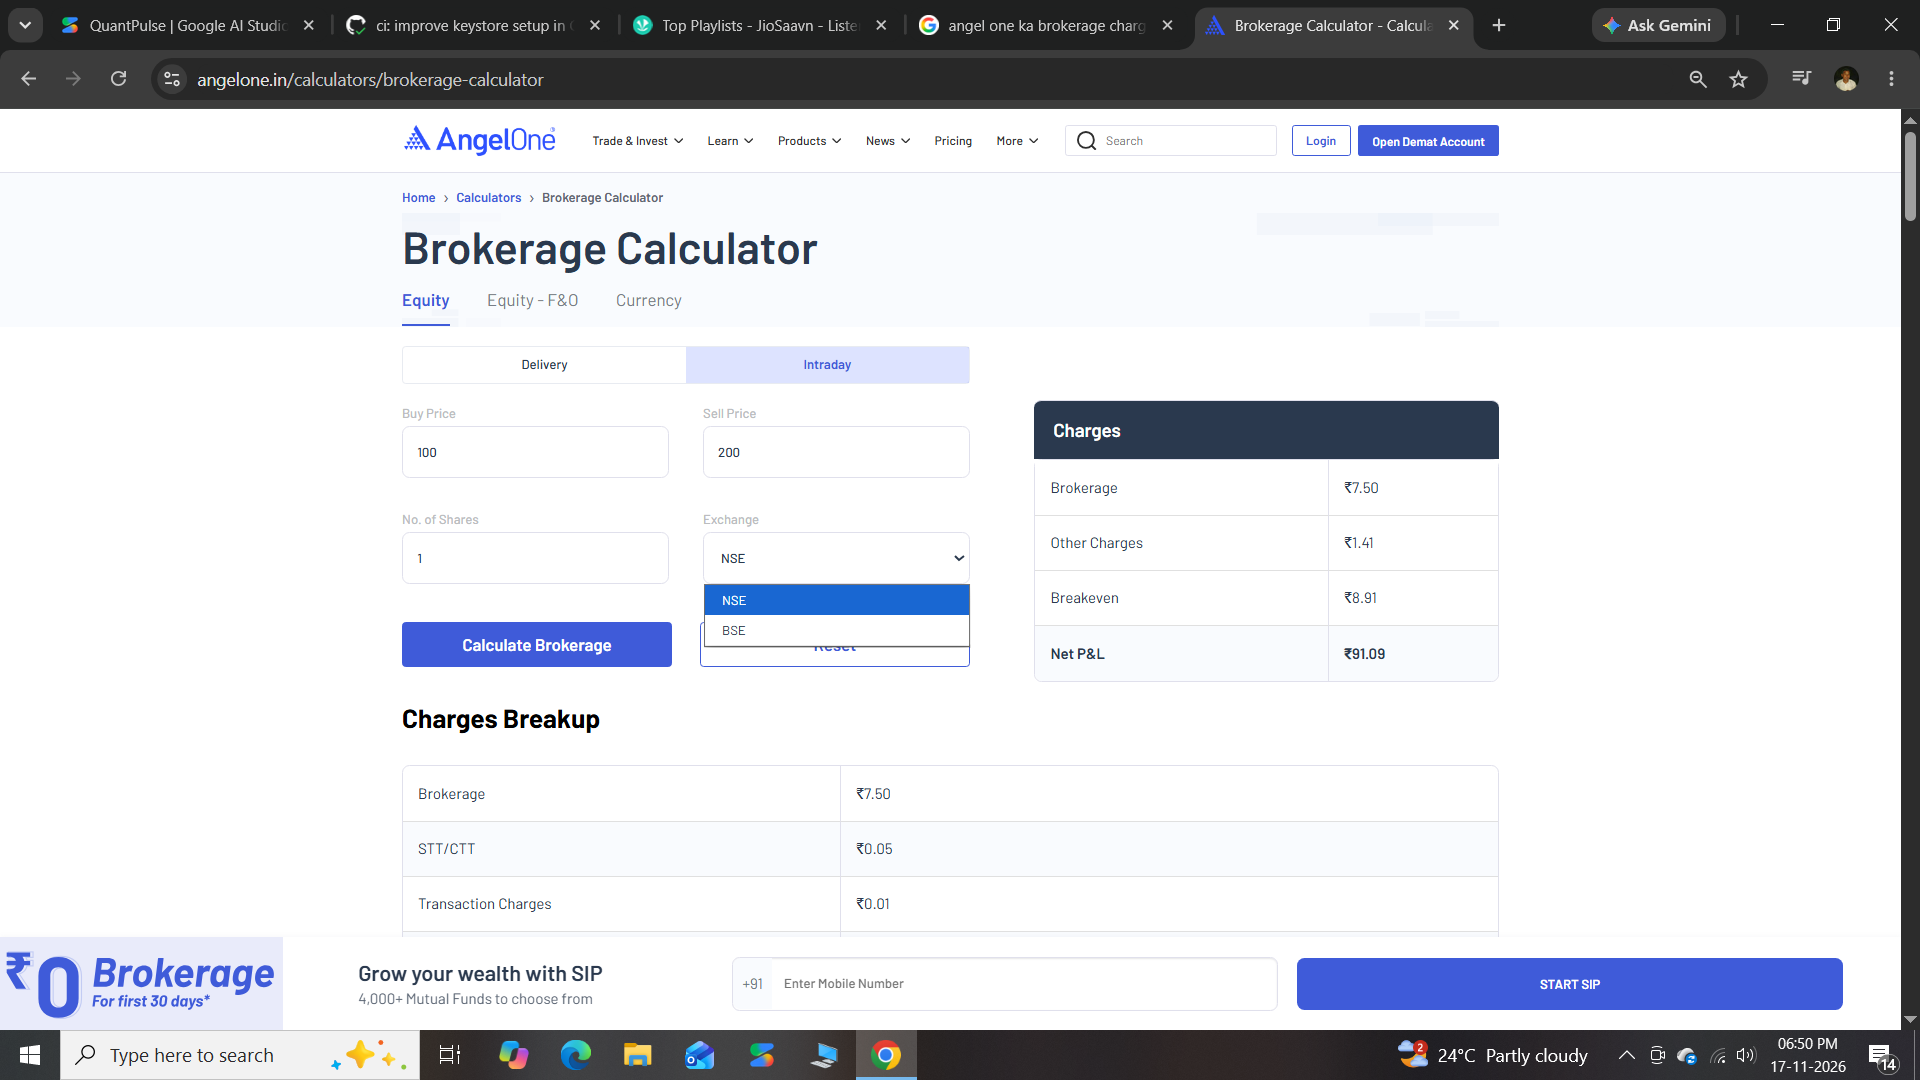 QuantPulse | Google AI Studio
ci: improve keystore setup in
Top Playlists - JioSaavn - Liste
angel one ka brokerage charg
Brokerage Calculator - Calcula
Ask Gemini
angelone.in/calculators/brokerage-calculator
AngelOne
Trade & Invest
Learn
Products
News
Pricing
More
Search
Login
Open Demat Account
Home › Calculators › Brokerage Calculator
Brokerage Calculator
Equity
Equity - F&O
Currency
Delivery
Intraday
Buy Price
Sell Price
100
200
No. of Shares
Exchange
1
NSE
NSE
BSE
Calculate Brokerage
Reset
Charges
Brokerage ₹7.50
Other Charges ₹1.41
Breakeven ₹8.91
Net P&L ₹91.09
Charges Breakup
Brokerage ₹7.50
STT/CTT ₹0.05
Transaction Charges ₹0.01
₹0 Brokerage
For first 30 days*
Grow your wealth with SIP
4,000+ Mutual Funds to choose from
+91 Enter Mobile Number
START SIP
Type here to search
2
24°C Partly cloudy
06:50 PM
17-11-2026
14